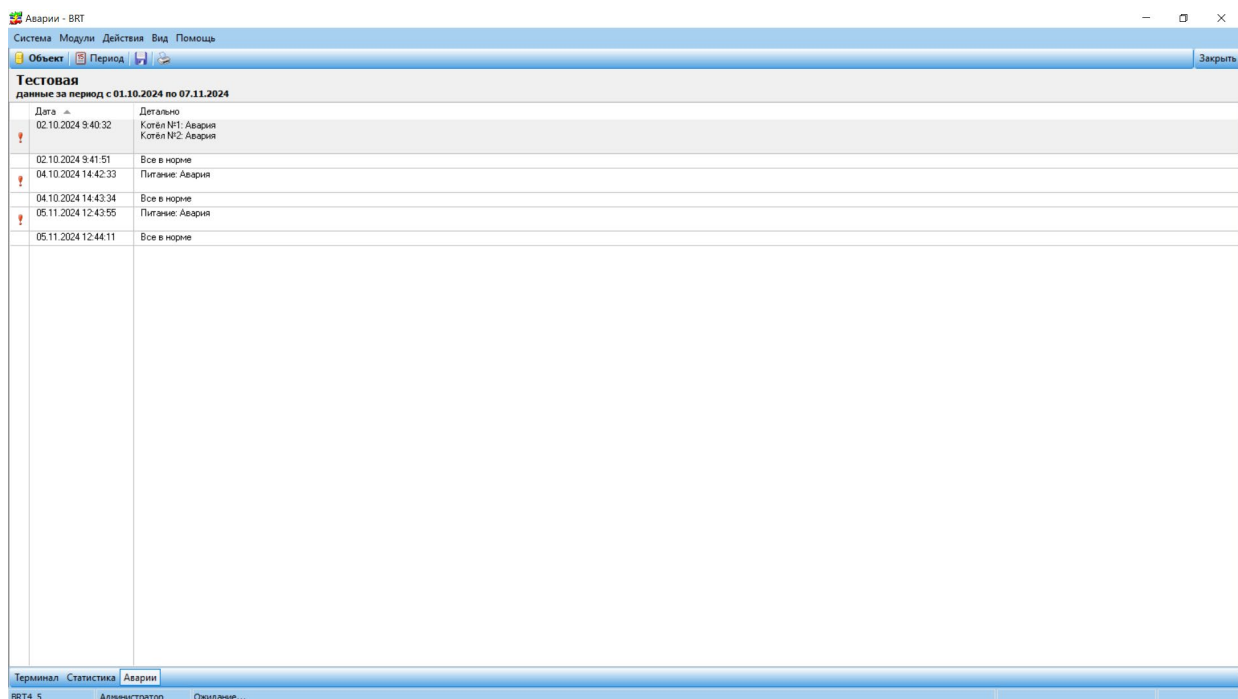 Аварии - BRT
Система Модули Действия Вид Помощь
Объект Период Закрыть
Тестовая
данные за период с 01.10.2024 по 07.11.2024
Дата Детально
02.10.2024 9:40:32 Котёл №1: Авария
Котёл №2: Авария
02.10.2024 9:41:51 Все в норме
04.10.2024 14:42:33 Питание: Авария
04.10.2024 14:43:34 Все в норме
05.11.2024 12:43:55 Питание: Авария
05.11.2024 12:44:11 Все в норме
Терминал Статистика Аварии
BRT4_5 Администратор Ожидание...